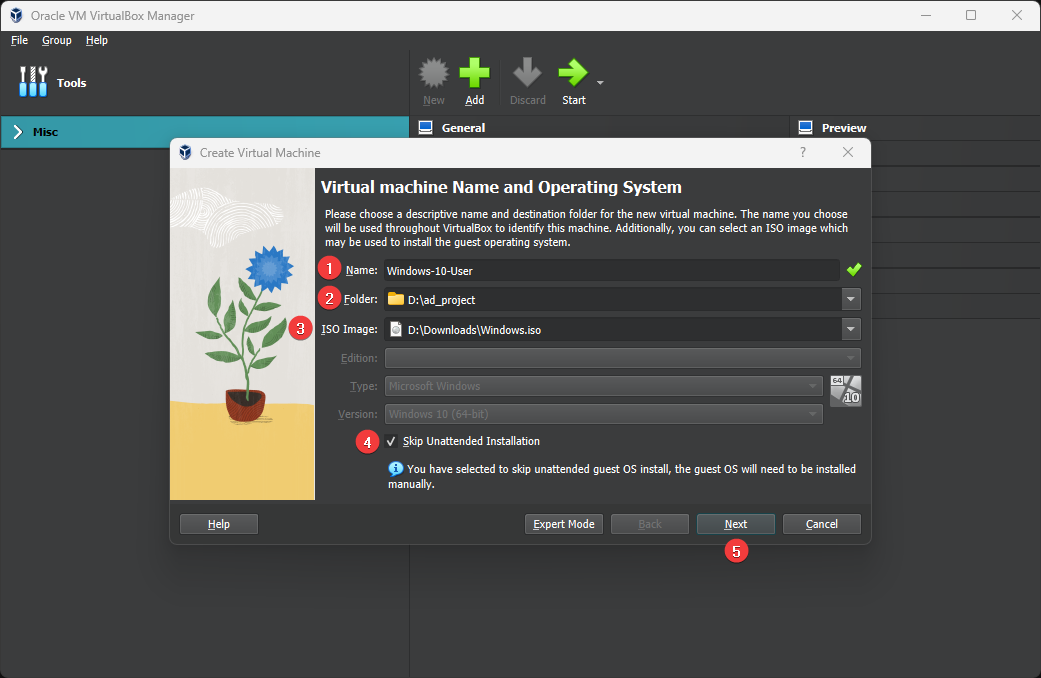 Oracle VM VirtualBox Manager
File Group Help
Tools
New Add Discard Start
Misc
General
Preview
Create Virtual Machine
?
Virtual machine Name and Operating System
Please choose a descriptive name and destination folder for the new virtual machine. The name you choose
will be used throughout VirtualBox to identify this machine. Additionally, you can select an ISO image which
may be used to install the guest operating system.
1 Name: Windows-10-User
2 Folder: D:\ad_project
3 ISO Image: D:\Downloads\Windows.iso
Edition:
Type: Microsoft Windows
64
10
Version: Windows 10 (64-bit)
4 Skip Unattended Installation
You have selected to skip unattended guest OS install, the guest OS will need to be installed
manually.
Help Expert Mode Back Next Cancel
5